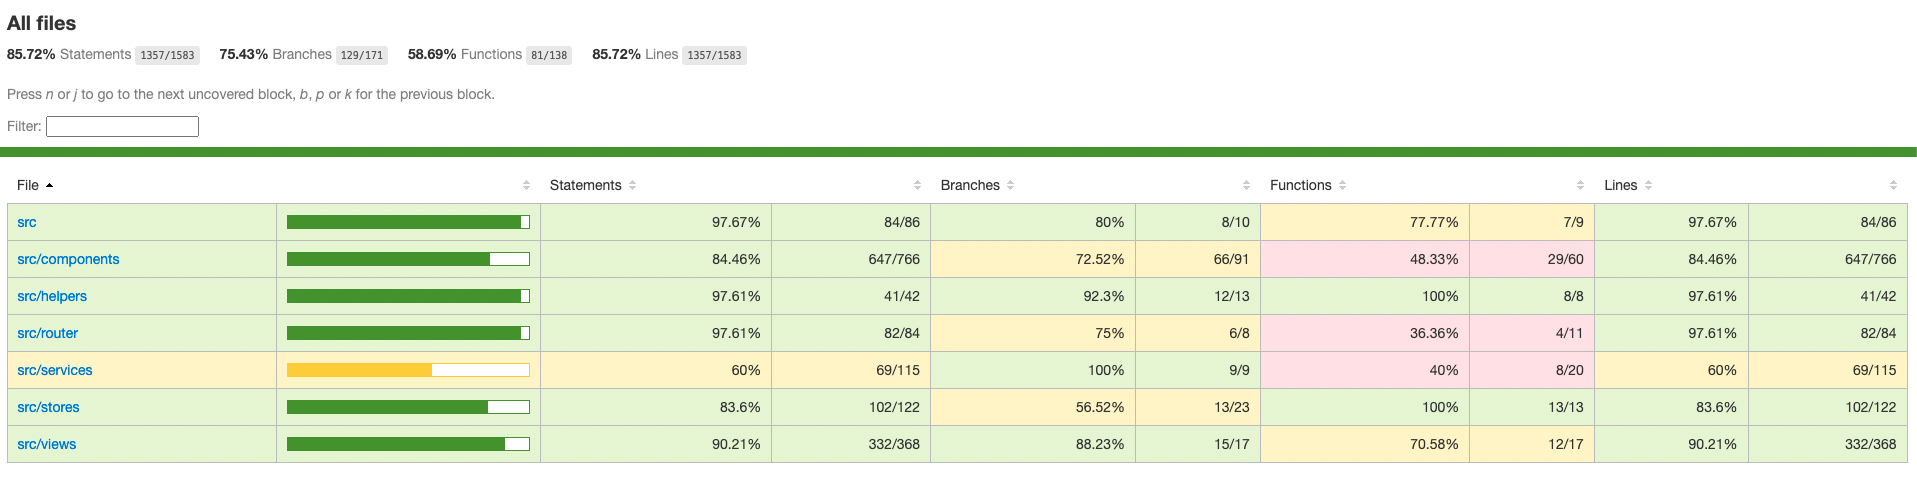 All files
85.72% Statements 1357/1583 75.43% Branches 129/171 58.69% Functions 81/138 85.72% Lines 1357/1583
Press n or j to go to the next uncovered block, b, p or k for the previous block.
Filter:
File Statements Branches Functions Lines
src 97.67% 84/86 80% 8/10 77.77% 7/9 97.67% 84/86
src/components 84.46% 647/766 72.52% 66/91 48.33% 29/60 84.46% 647/766
src/helpers 97.61% 41/42 92.3% 12/13 100% 8/8 97.61% 41/42
src/router 97.61% 82/84 75% 6/8 36.36% 4/11 97.61% 82/84
src/services 60% 69/115 100% 9/9 40% 8/20 60% 69/115
src/stores 83.6% 102/122 56.52% 13/23 100% 13/13 83.6% 102/122
src/views 90.21% 332/368 88.23% 15/17 70.58% 12/17 90.21% 332/368